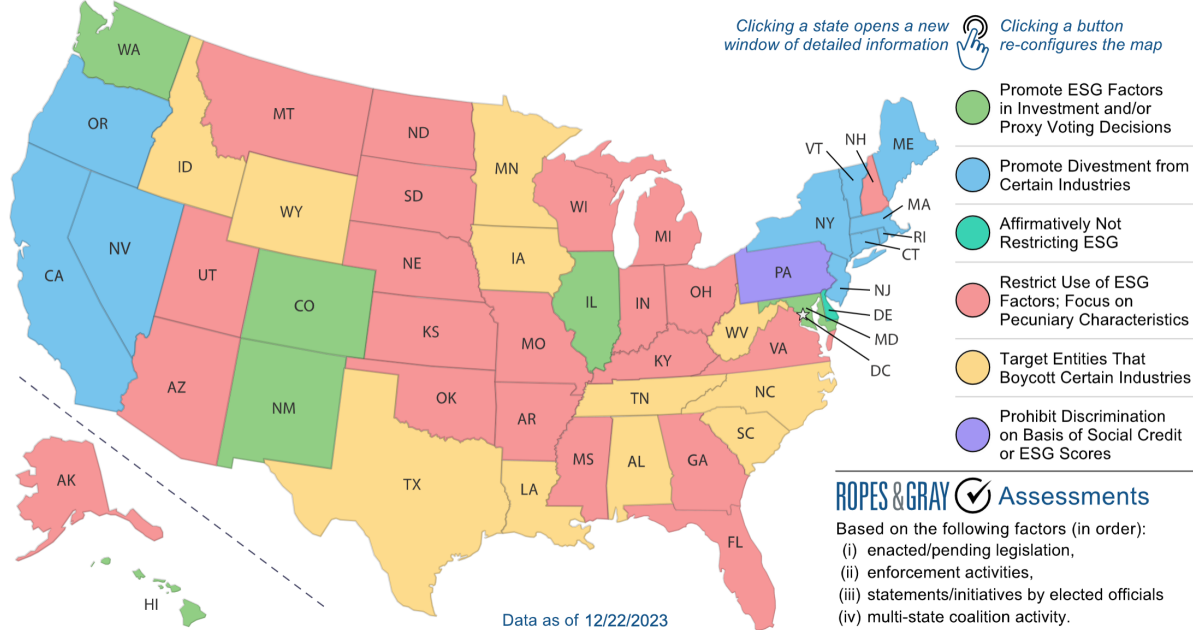 Clicking a state opens a new
window of detailed information
Clicking a button
re-configures the map
Promote ESG Factors
in Investment and/or
Proxy Voting Decisions
Promote Divestment from
Certain Industries
Affirmatively Not
Restricting ESG
Restrict Use of ESG
Factors; Focus on
Pecuniary Characteristics
Target Entities That
Boycott Certain Industries
Prohibit Discrimination
on Basis of Social Credit
or ESG Scores
WA
OR
ID
MT
ND
MN
SD
WY
WI
MI
VT
NH
ME
NY
MA
RI
CT
CA
NV
UT
CO
NE
IA
IL
IN
OH
PA
NJ
DE
MD
DC
KS
MO
KY
WV
VA
AZ
NM
OK
AR
TN
NC
SC
TX
LA
MS
AL
GA
FL
AK
HI
ROPES&GRAY Assessments
Based on the following factors (in order):
(i) enacted/pending legislation,
(ii) enforcement activities,
(iii) statements/initiatives by elected officials
(iv) multi-state coalition activity.
Data as of 12/22/2023